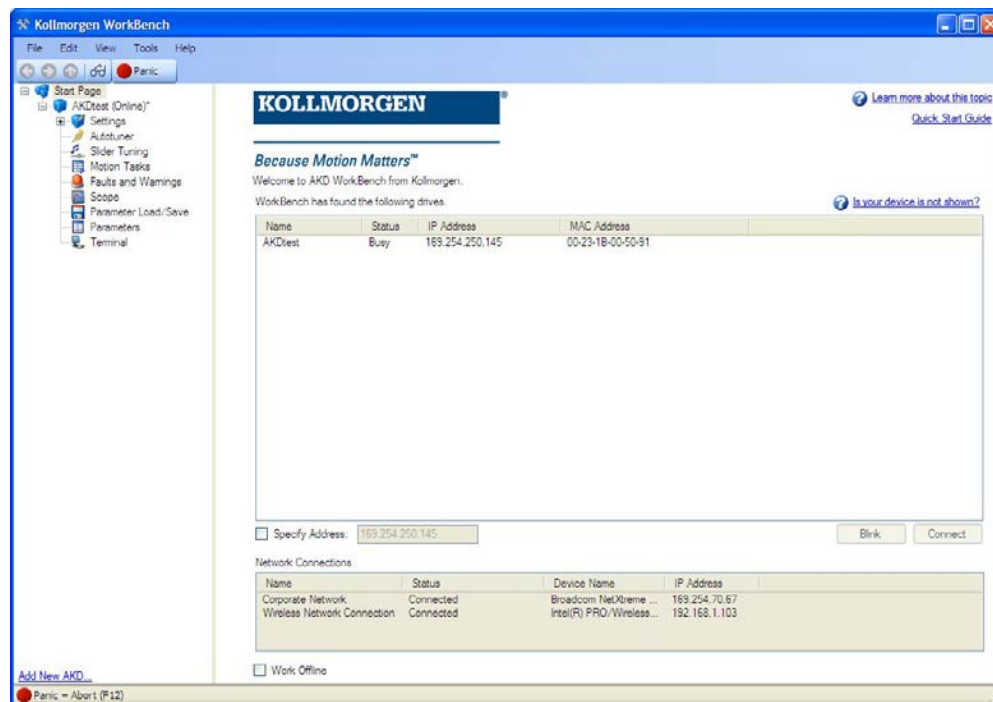 Kollmorgen WorkBench
File Edit View Tools Help
Panic
Start Page
AKDtest (Online)*
Settings
Autotuner
Slider Tuning
Motion Tasks
Faults and Warnings
Scope
Parameter Load/Save
Parameters
Terminal
Add New AKD...
KOLLMORGEN®
Learn more about this topic
Quick Start Guide
Because Motion Matters™
Welcome to AKD WorkBench from Kollmorgen.
WorkBench has found the following drives.
Is your device is not shown?
Name Status IP Address MAC Address
AKDtest Busy 169.254.250.145 00-23-1B-00-50-91
Specify Address: 169.254.250.145 Blink Connect
Network Connections
Name Status Device Name IP Address
Corporate Network Connected Broadcom NetXtreme ... 169.254.70.67
Wireless Network Connection Connected Intel(R) PRO/Wireless... 192.168.1.103
Work Offline
Panic = Abort (F12)